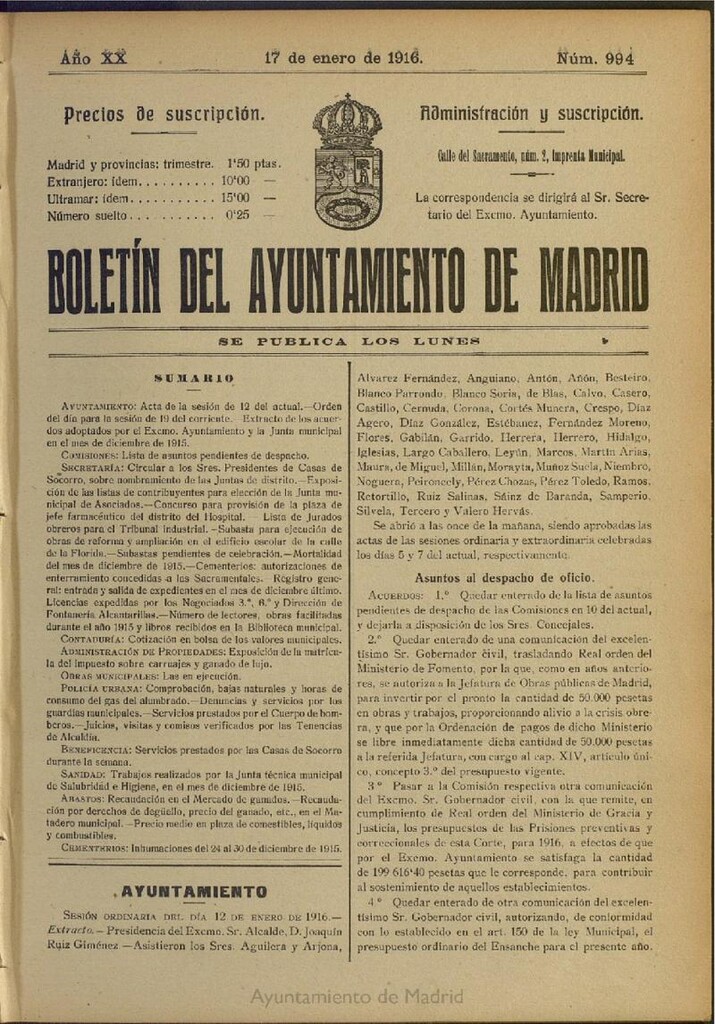 Año XX
17 de enero de 1916.
Núm. 994
Precios de suscripción.
Madrid y provincias: trimestre. 1'50 ptas.
Extranjero: ídem.......... 10'00 —
Ultramar: ídem........... 15'00 —
Número suelto............ 0'25 —
Administración y suscripción.
Calle del Sacramento, núm. 2, Imprenta Municipal.
La correspondencia se dirigirá al Sr. Secre-
tario del Excmo. Ayuntamiento.
BOLETÍN DEL AYUNTAMIENTO DE MADRID
SE PUBLICA LOS LUNES
SUMARIO
AYUNTAMIENTO: Acta de la sesión de 12 del actual.—Orden
del día para la sesión de 19 del corriente.—Extracto de los acuer-
dos adoptados por el Excmo. Ayuntamiento y la Junta municipal
en el mes de diciembre de 1915.
COMISIONES: Lista de asuntos pendientes de despacho.
SECRETARÍA: Circular a los Sres. Presidentes de Casas de
Socorro, sobre nombramiento de las Juntas de distrito.—Exposi-
ción de las listas de contribuyentes para elección de la Junta mu-
nicipal de Asociados.—Concurso para provisión de la plaza de
jefe farmacéutico del distrito del Hospital. — Lista de Jurados
obreros para el Tribunal industrial.—Subasta para ejecución de
obras de reforma y ampliación en el edificio escolar de la calle
de la Florida.—Subastas pendientes de celebración.—Mortalidad
del mes de diciembre de 1915.—Cementerios: autorizaciones de
enterramiento concedidas a las Sacramentales.—Registro gene-
ral: entrada y salida de expedientes en el mes de diciembre último.
Licencias expedidas por los Negociados 3.º, 6.º y Dirección de
Fontanería Alcantarillas.—Número de lectores, obras facilitadas
durante el año 1915 y libros recibidos en la Biblioteca municipal.
CONTADURÍA: Cotización en bolsa de los valores municipales.
ADMINISTRACIÓN DE PROPIEDADES: Exposición de la matrícu-
la del impuesto sobre carruajes y ganado de lujo.
OBRAS MUNICIPALES: Las en ejecución.
POLICÍA URBANA: Comprobación, bajas naturales y horas de
consumo del gas del alumbrado.—Denuncias y servicios por los
guardias municipales.—Servicios prestados por el Cuerpo de bom-
beros.—Juicios, visitas y comisos verificados por las Tenencias
de Alcaldía.
BENEFICENCIA: Servicios prestados por las Casas de Socorro
durante la semana.
SANIDAD: Trabajos realizados por la Junta técnica municipal
de Salubridad e Higiene, en el mes de diciembre de 1915.
ABASTOS: Recaudación en el Mercado de ganados.—Recauda-
ción por derechos de degüello, precio del ganado, etc., en el Ma-
tadero municipal.—Precio medio en plaza de comestibles, líquidos
y combustibles.
CEMENTERIOS: Inhumaciones del 24 al 30 de diciembre de 1915.
AYUNTAMIENTO
SESIÓN ORDINARIA DEL DÍA 12 DE ENERO DE 1916.—
Extracto.—Presidencia del Excmo. Sr. Alcalde, D. Joaquín
Ruiz Giménez.—Asistieron los Sres. Aguilera y Arjona,
Alvarez Fernández, Anguiano, Antón, Añón, Besteiro,
Blanco Parrondo, Blanco Soria, de Blas, Calvo, Casero,
Castillo, Cernuda, Corona, Cortés Munera, Crespo, Díaz
Agero, Díaz González, Estébanez, Fernández Moreno,
Flores, Gabilán, Garrido, Herrera, Herrero, Hidalgo,
Iglesias, Largo Caballero, Leyún, Marcos, Martín Arias,
Maura, de Miguel, Millán, Morayta, Muñoz Suela, Niembro,
Noguera, Peironcely, Pérez Chozas, Pérez Toledo, Ramos,
Retortillo, Ruiz Salinas, Sáinz de Baranda, Samperio,
Silvela, Tercero y Valero Hervás.
Se abrió a las once de la mañana, siendo aprobadas las
actas de las sesiones ordinaria y extraordinaria celebradas
los días 5 y 7 del actual, respectivamente.
Asuntos al despacho de oficio.
ACUERDOS: 1.º Quedar enterado de la lista de asuntos
pendientes de despacho de las Comisiones en 10 del actual,
y dejarla a disposición de los Sres. Concejales.
2.º Quedar enterado de una comunicación del excelen-
tísimo Sr. Gobernador civil, trasladando Real orden del
Ministerio de Fomento, por la que, como en años anterio-
res, se autoriza a la Jefatura de Obras públicas de Madrid,
para invertir por el pronto la cantidad de 50.000 pesetas
en obras y trabajos, proporcionando alivio a la crisis obre-
ra, y que por la Ordenación de pagos de dicho Ministerio
se libre inmediatamente dicha cantidad de 50.000 pesetas
a la referida Jefatura, con cargo al cap. XIV, artículo úni-
co, concepto 3.º del presupuesto vigente.
3.º Pasar a la Comisión respectiva otra comunicación
del Excmo. Sr. Gobernador civil, con la que remite, en
cumplimiento de Real orden del Ministerio de Gracia y
Justicia, los presupuestos de las Prisiones preventivas y
correccionales de esta Corte, para 1916, a efectos de que
por el Excmo. Ayuntamiento se satisfaga la cantidad
de 199 616'40 pesetas que le corresponde, para contribuir
al sostenimiento de aquellos establecimientos.
4.º Quedar enterado de otra comunicación del excelen-
tísimo Sr. Gobernador civil, autorizando, de conformidad
con lo establecido en el art. 150 de la ley Municipal, el
presupuesto ordinario del Ensanche para el presente año.
Ayuntamiento de Madrid